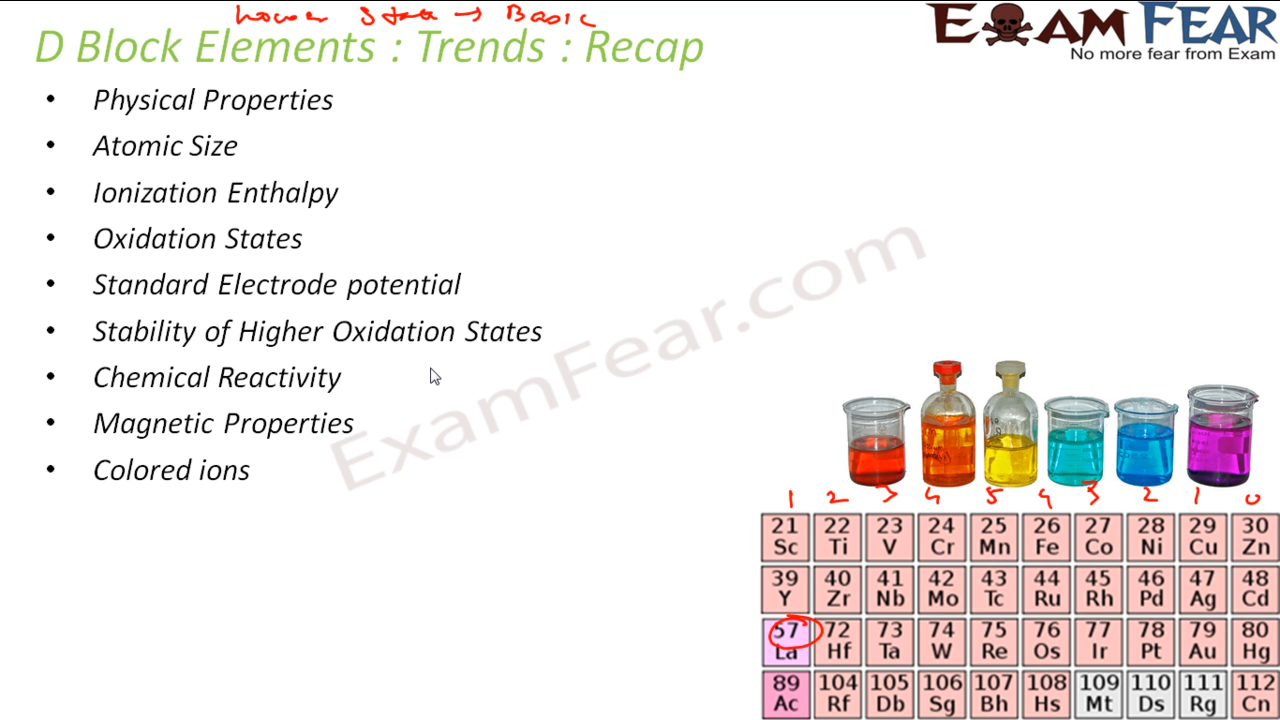 Lower State → Basic
D Block Elements : Trends : Recap
EXAM FEAR
No more fear from Exam
• Physical Properties
• Atomic Size
• Ionization Enthalpy
• Oxidation States
• Standard Electrode potential
• Stability of Higher Oxidation States
• Chemical Reactivity
• Magnetic Properties
• Colored ions
ExamFear.com
1 2 3 4 5 4 3 2 1 0
21 22 23 24 25 26 27 28 29 30
Sc Ti V Cr Mn Fe Co Ni Cu Zn
39 40 41 42 43 44 45 46 47 48
Y Zr Nb Mo Tc Ru Rh Pd Ag Cd
57 72 73 74 75 76 77 78 79 80
La Hf Ta W Re Os Ir Pt Au Hg
89 104 105 106 107 108 109 110 111 112
Ac Rf Db Sg Bh Hs Mt Ds Rg Cn